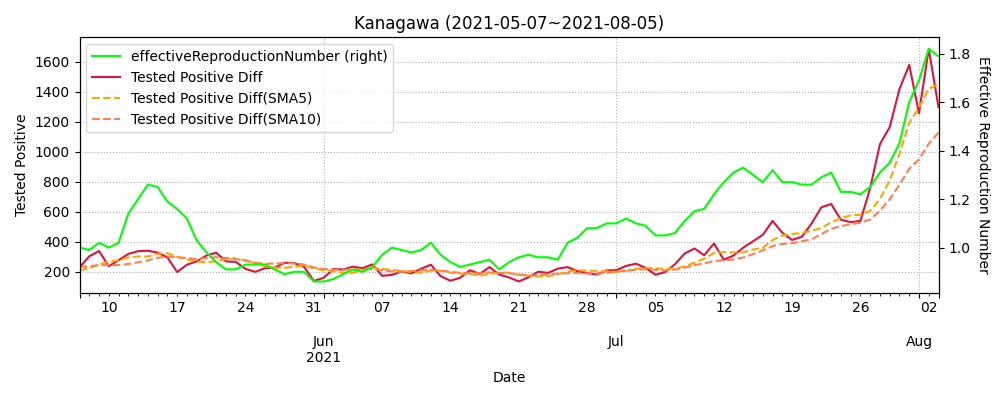 Kanagawa (2021-05-07~2021-08-05)
effectiveReproductionNumber (right)
Tested Positive Diff
Tested Positive Diff(SMA5)
Tested Positive Diff(SMA10)
Tested Positive
1600
1400
1200
1000
800
600
400
200
1.8
1.6
1.4
1.2
1.0
Effective Reproduction Number
10 17 24 31 07 14 21 28 05 12 19 26 02
Jun Jul Aug
2021
Date